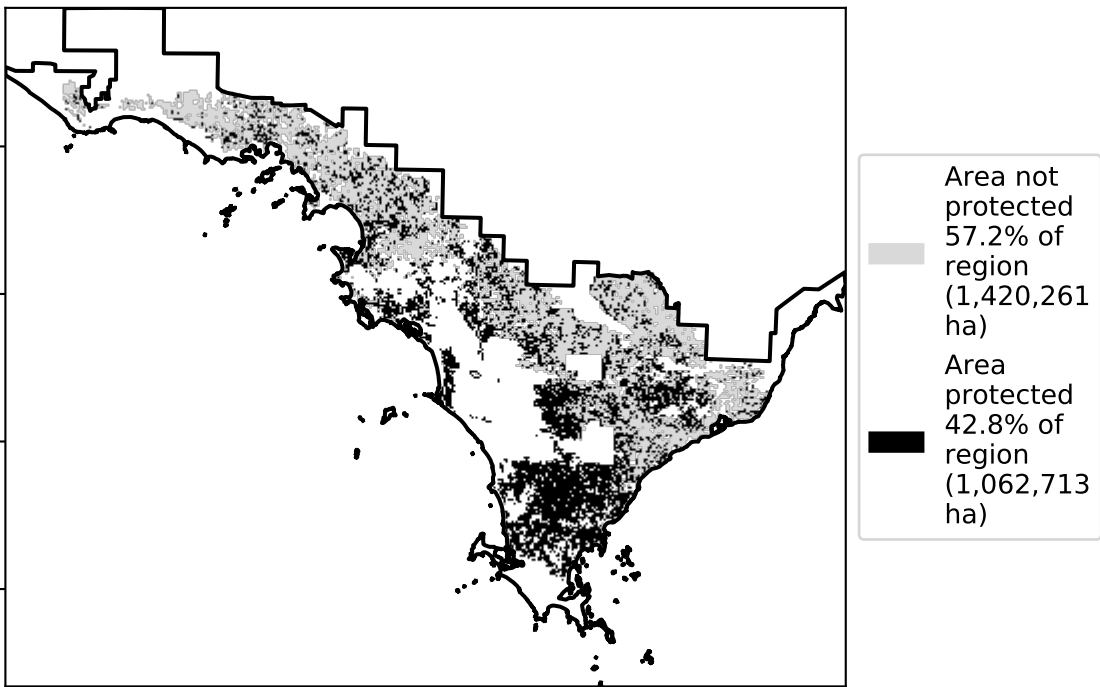 Area not
protected
57.2% of
region
(1,420,261
ha)
Area
protected
42.8% of
region
(1,062,713
ha)